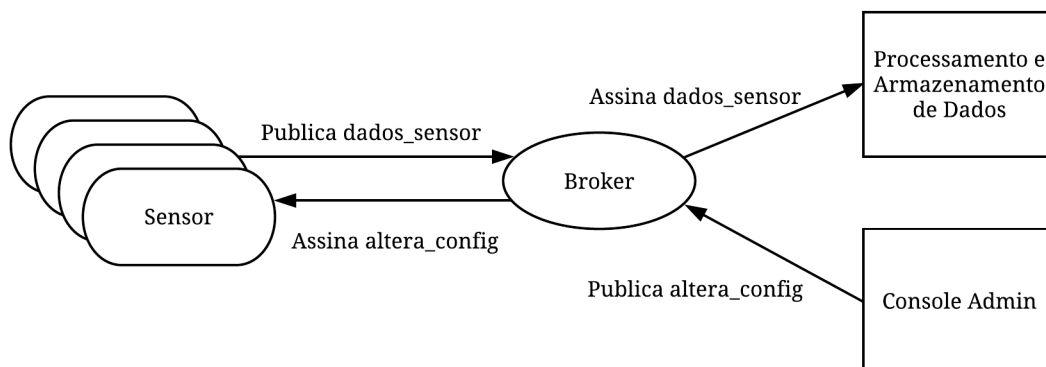 Processamento e
Armazenamento
de Dados
Assina dados_sensor
Publica dados_sensor
Broker
Sensor
Assina altera_config
Publica altera_config
Console Admin